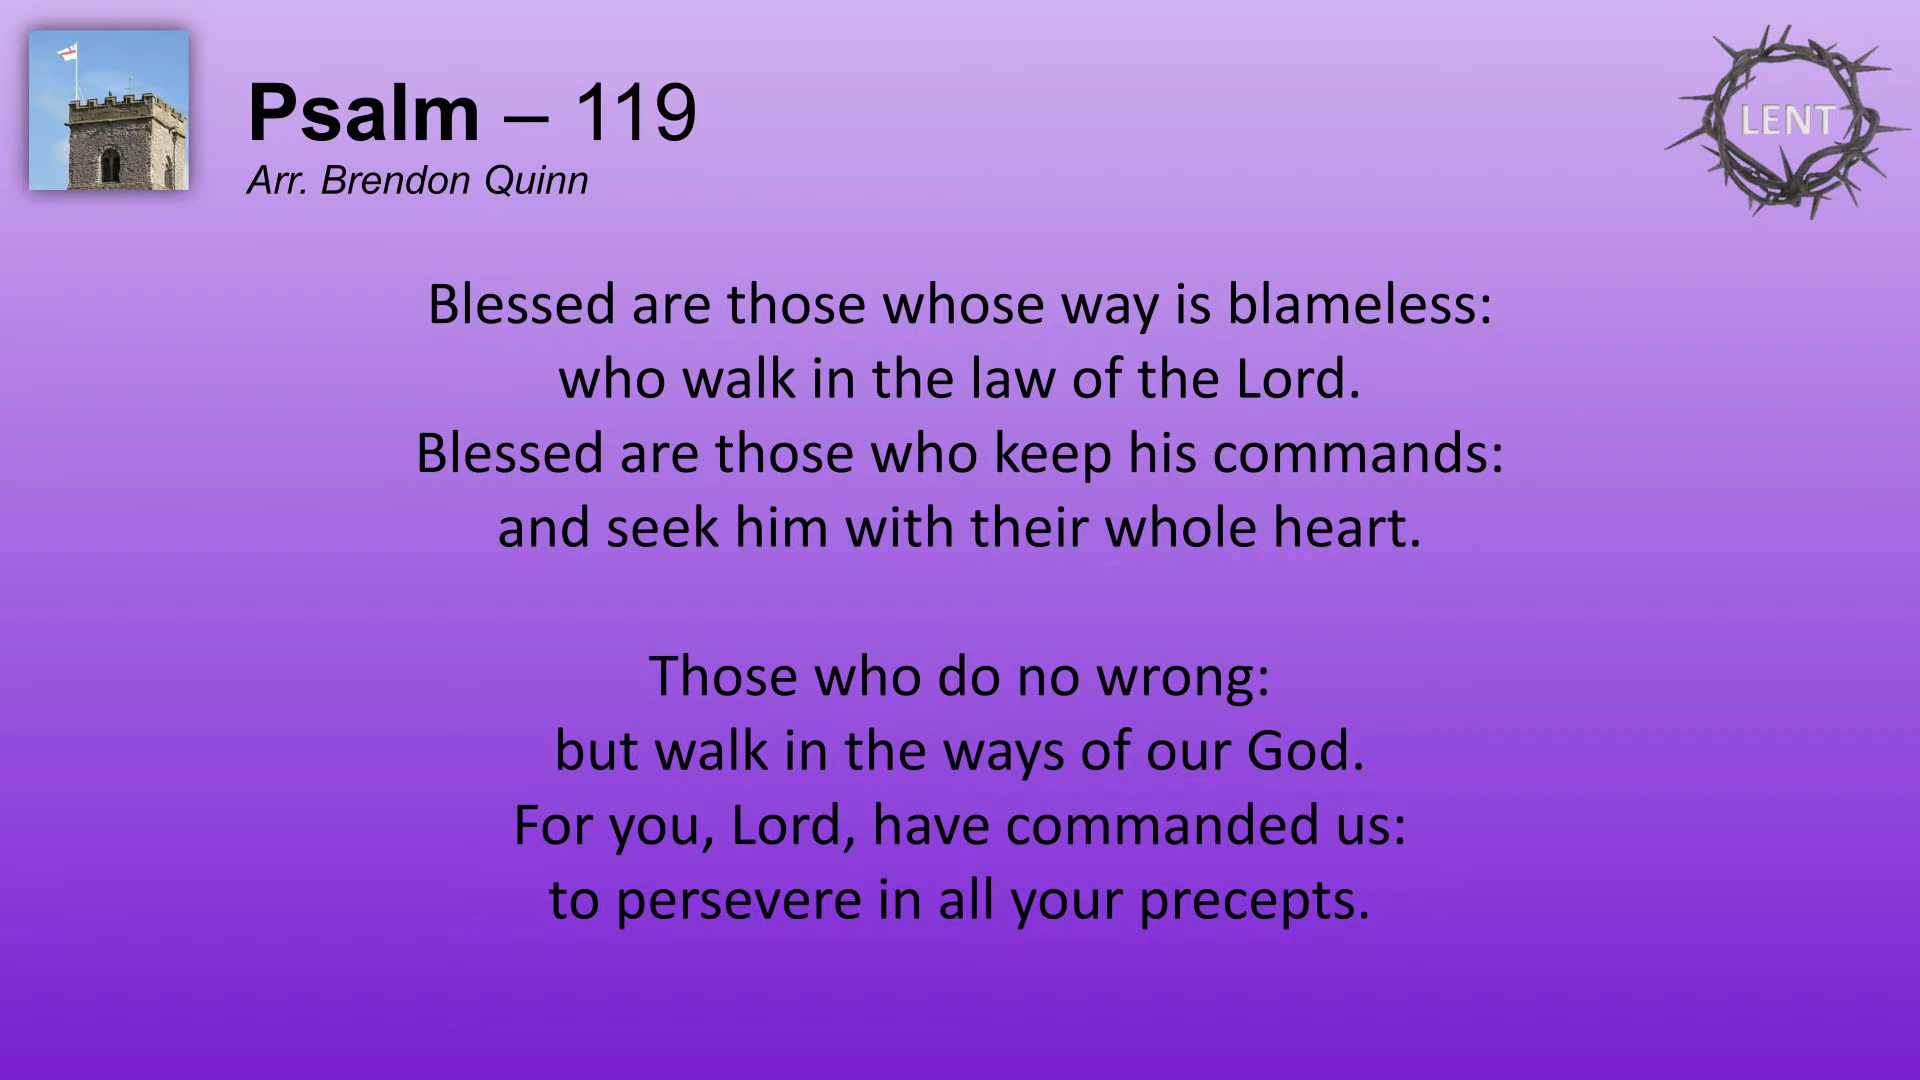 Psalm – 119
Arr. Brendon Quinn
LENT
Blessed are those whose way is blameless:
who walk in the law of the Lord.
Blessed are those who keep his commands:
and seek him with their whole heart.
Those who do no wrong:
but walk in the ways of our God.
For you, Lord, have commanded us:
to persevere in all your precepts.